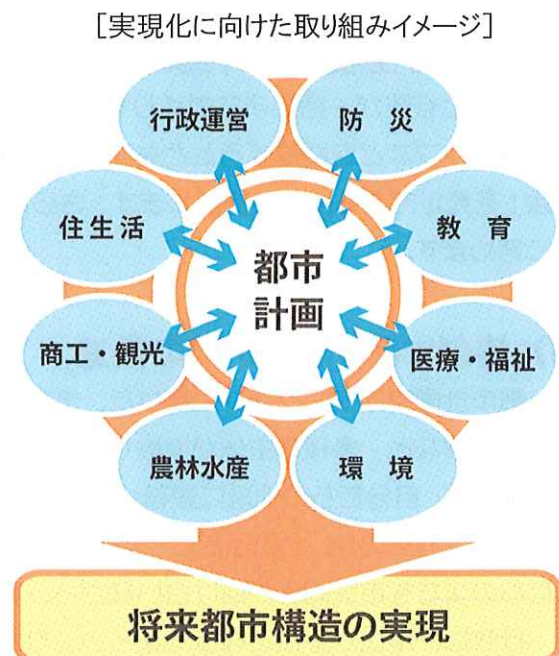 [実現化に向けた取り組みイメージ]
行政運営
防 災
住生活
教 育
都市
計画
商工・観光
医療・福祉
農林水産
環 境
将来都市構造の実現